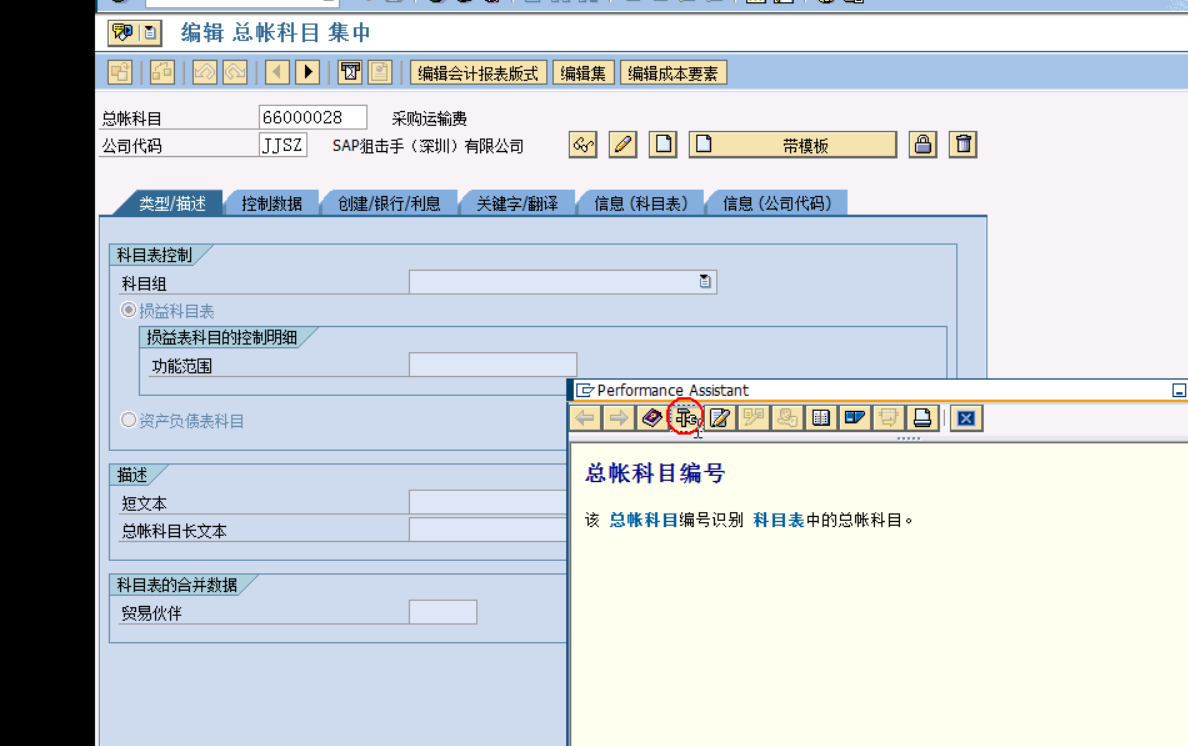 编辑 总帐科目 集中
编辑会计报表版式 编辑集 编辑成本要素
总帐科目 66000028 采购运输费
公司代码 JJSZ SAP狙击手（深圳）有限公司 带模板
类型/描述 控制数据 创建/银行/利息 关键字/翻译 信息 (科目表) 信息 (公司代码)
科目表控制
科目组
损益科目表
损益表科目的控制明细
功能范围
资产负债表科目
描述
短文本
总帐科目长文本
科目表的合并数据
贸易伙伴
Performance Assistant
总帐科目编号
该 总帐科目编号识别 科目表中的总帐科目。